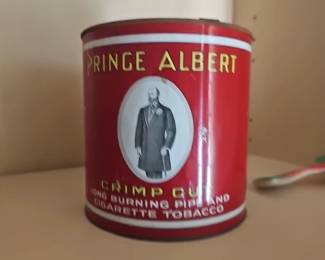 PRINCE ALBERT
CRIMP CUT
LONG BURNING PIPE AND
CIGARETTE TOBACCO